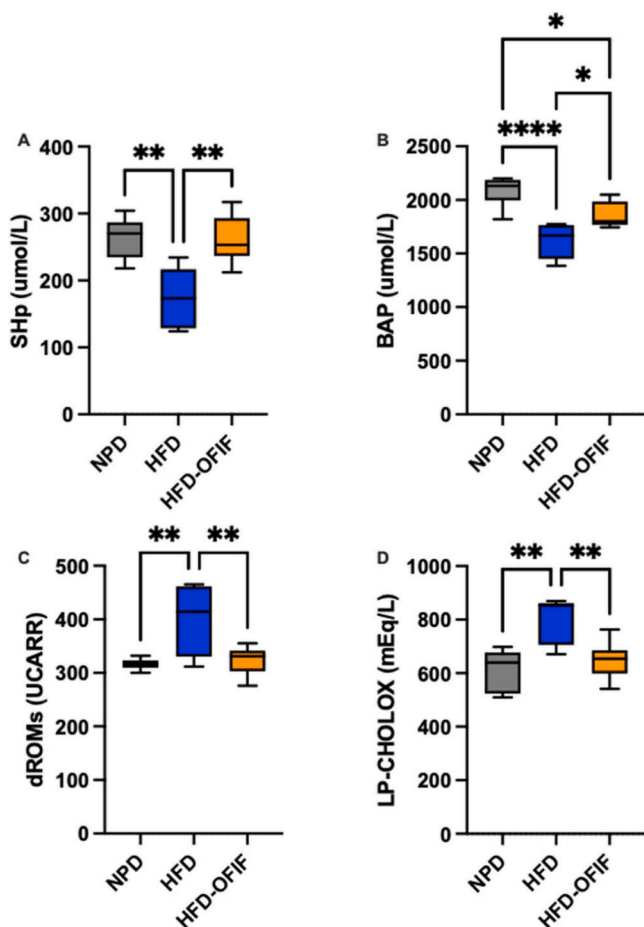 A
SHp (umol/L)
400
300
200
100
0
** **
NPD
HFD
HFD-OFIF
B
BAP (umol/L)
2500
2000
1500
1000
500
0
*
*
****
NPD
HFD
HFD-OFIF
C
dROMs (UCARR)
500
400
300
200
100
0
** **
NPD
HFD
HFD-OFIF
D
LP-CHOLOX (mEq/L)
1000
800
600
400
200
0
** **
NPD
HFD
HFD-OFIF